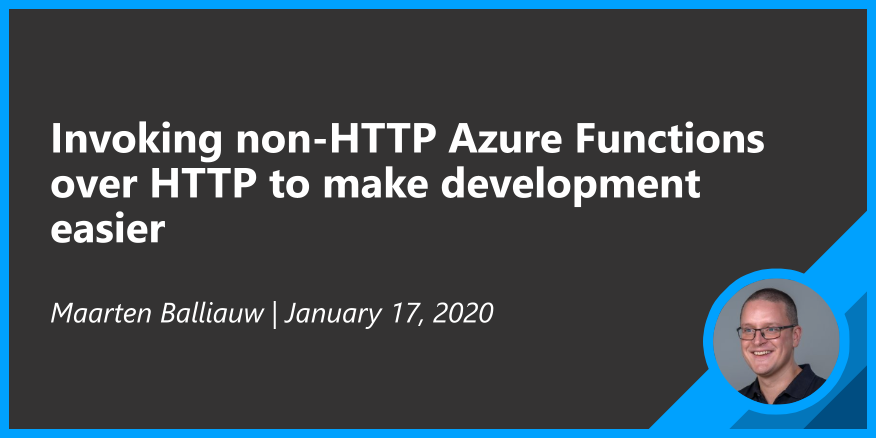 Invoking non-HTTP Azure Functions
over HTTP to make development
easier
Maarten Balliauw | January 17, 2020